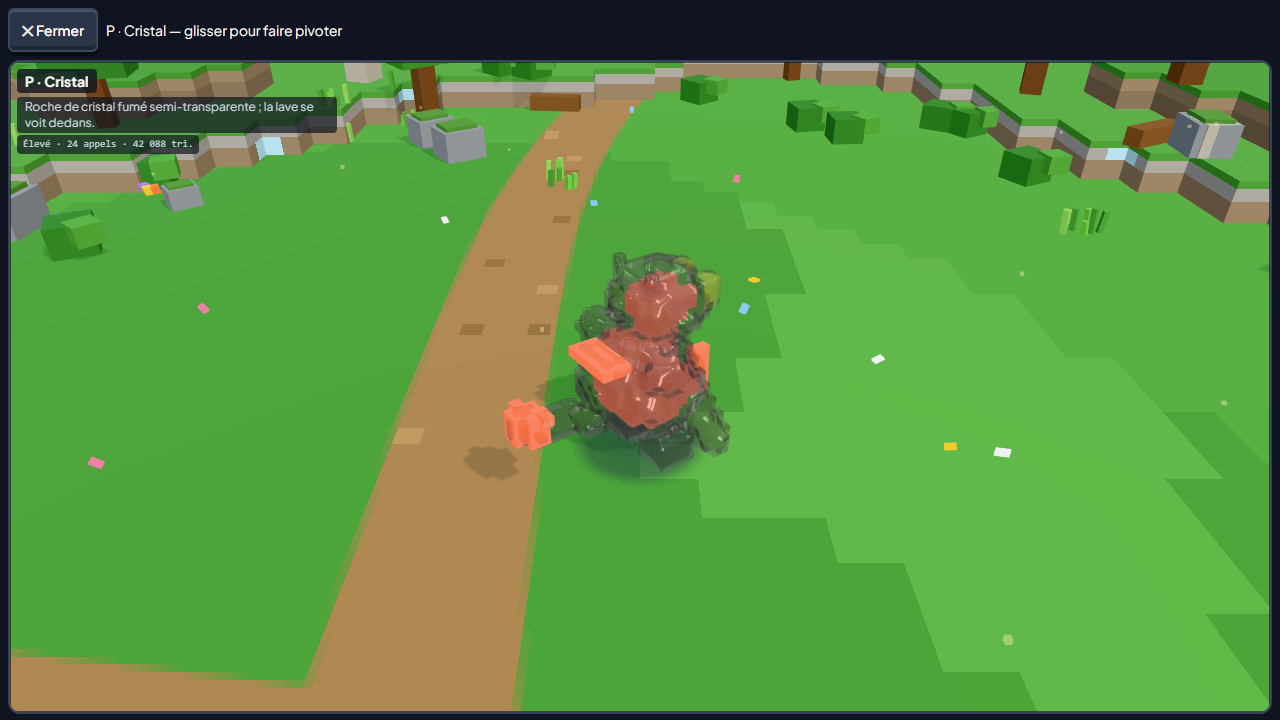 ✕ Fermer P · Cristal — glisser pour faire pivoter
P · Cristal
Roche de cristal fumé semi-transparente ; la lave se
voit dedans.
Élevé · 24 appels · 42 088 tri.